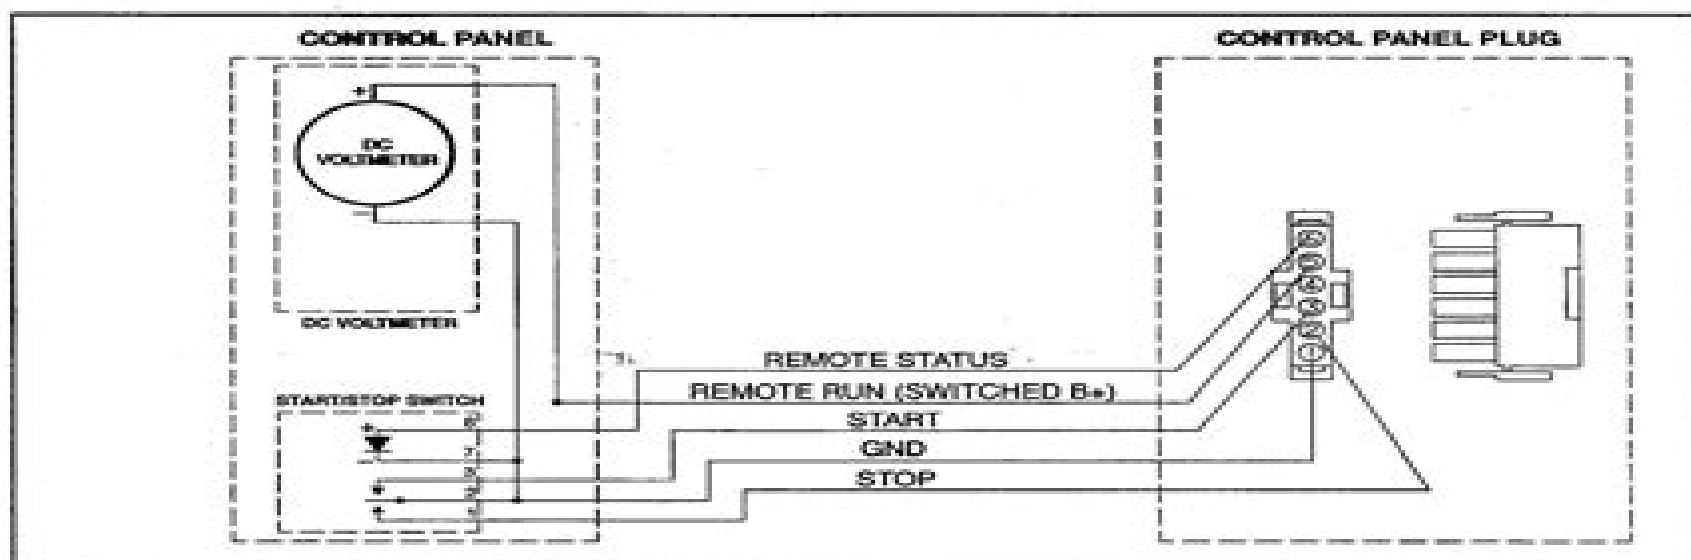 CONTROL PANEL
CONTROL PANEL PLUG
+
DC
VOLTMETER
−
DC VOLTMETER
REMOTE STATUS
REMOTE RUN (SWITCHED B+)
START/STOP SWITCH
START
+
GND
−
STOP